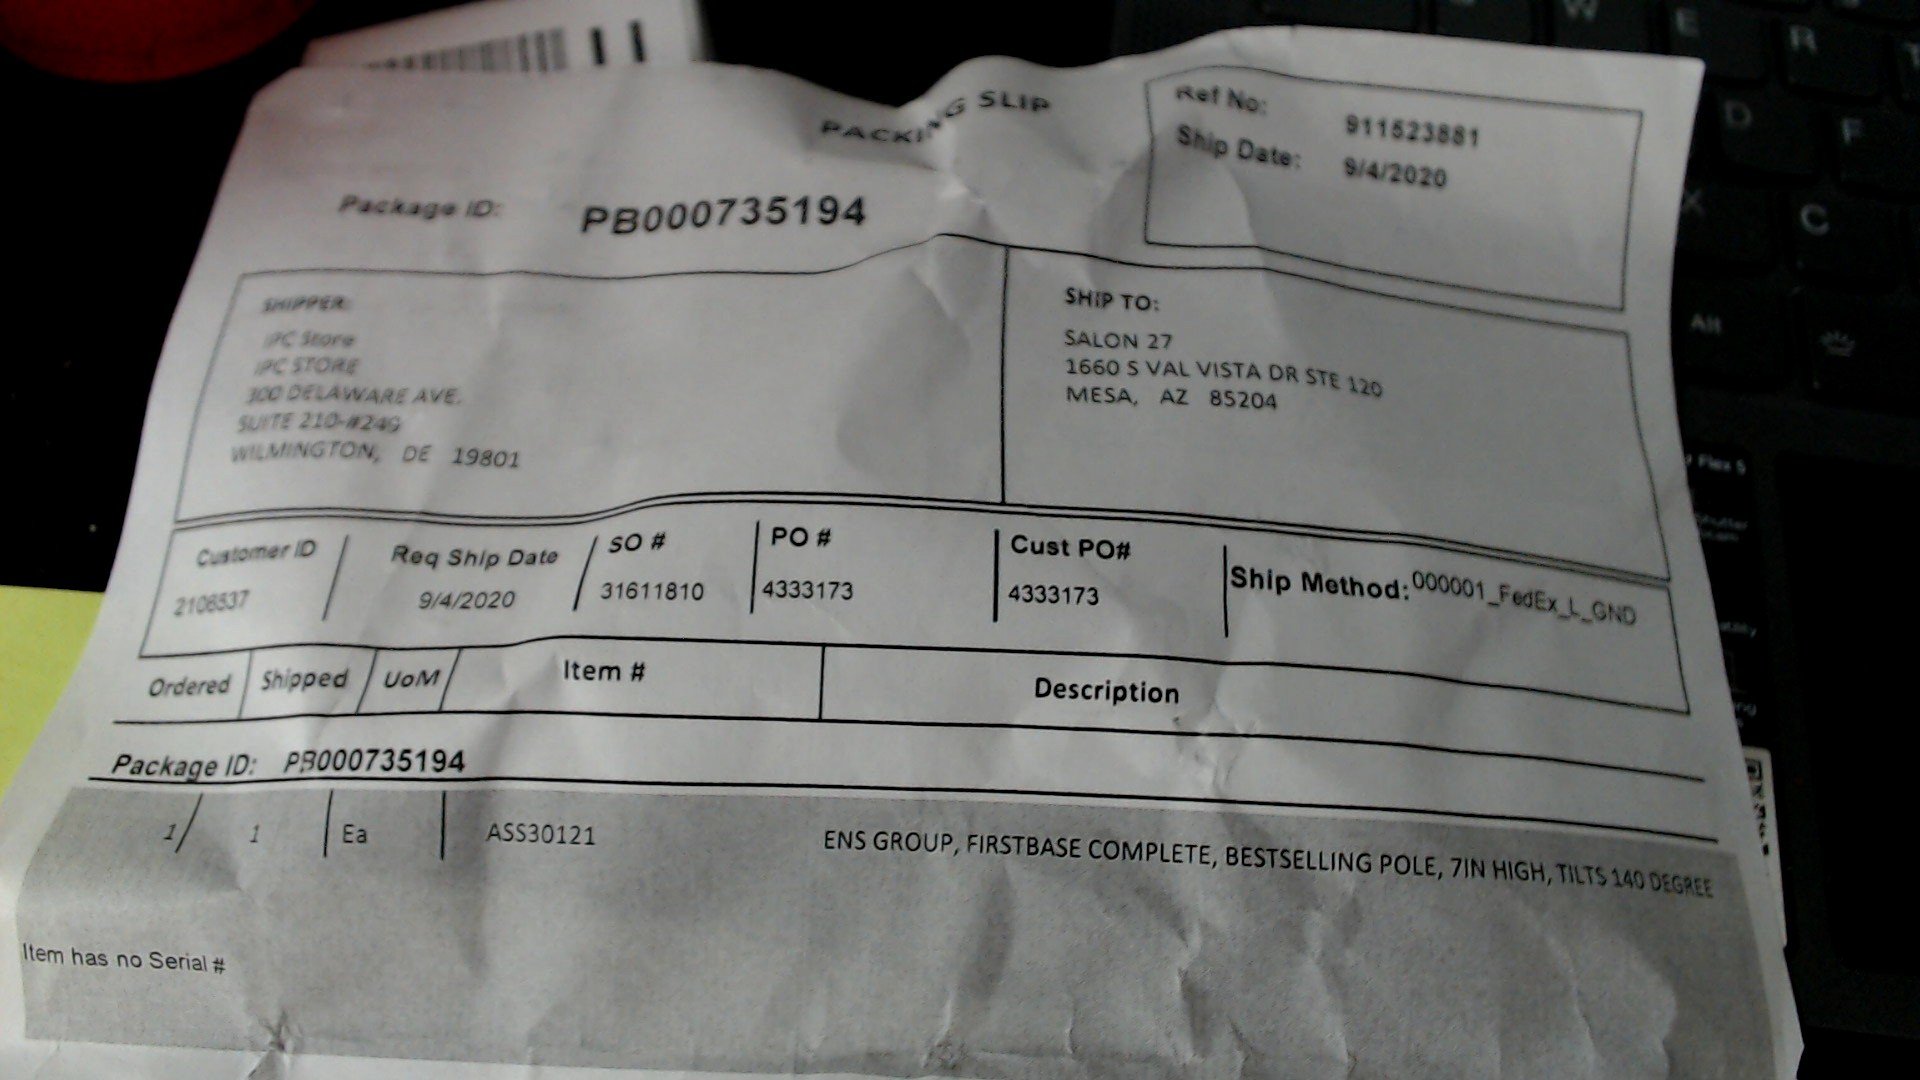 PACKING SLIP
Ref No: 911523881
Ship Date: 9/4/2020
Package ID: PB000735194
SHIPPER:
IPC Store
IPC STORE
300 DELAWARE AVE.
SUITE 210-#249
WILMINGTON, DE 19801
SHIP TO:
SALON 27
1660 S VAL VISTA DR STE 120
MESA, AZ 85204
Customer ID Req Ship Date SO # PO # Cust PO# Ship Method: 000001_FedEx_L_GND
2106537 9/4/2020 31611810 4333173 4333173
Ordered Shipped UoM Item # Description
Package ID: PB000735194
1 1 Ea ASS30121 ENS GROUP, FIRSTBASE COMPLETE, BESTSELLING POLE, 7IN HIGH, TILTS 140 DEGREE
Item has no Serial #
W
E
R
D
F
X
C
Alt
Flex 5